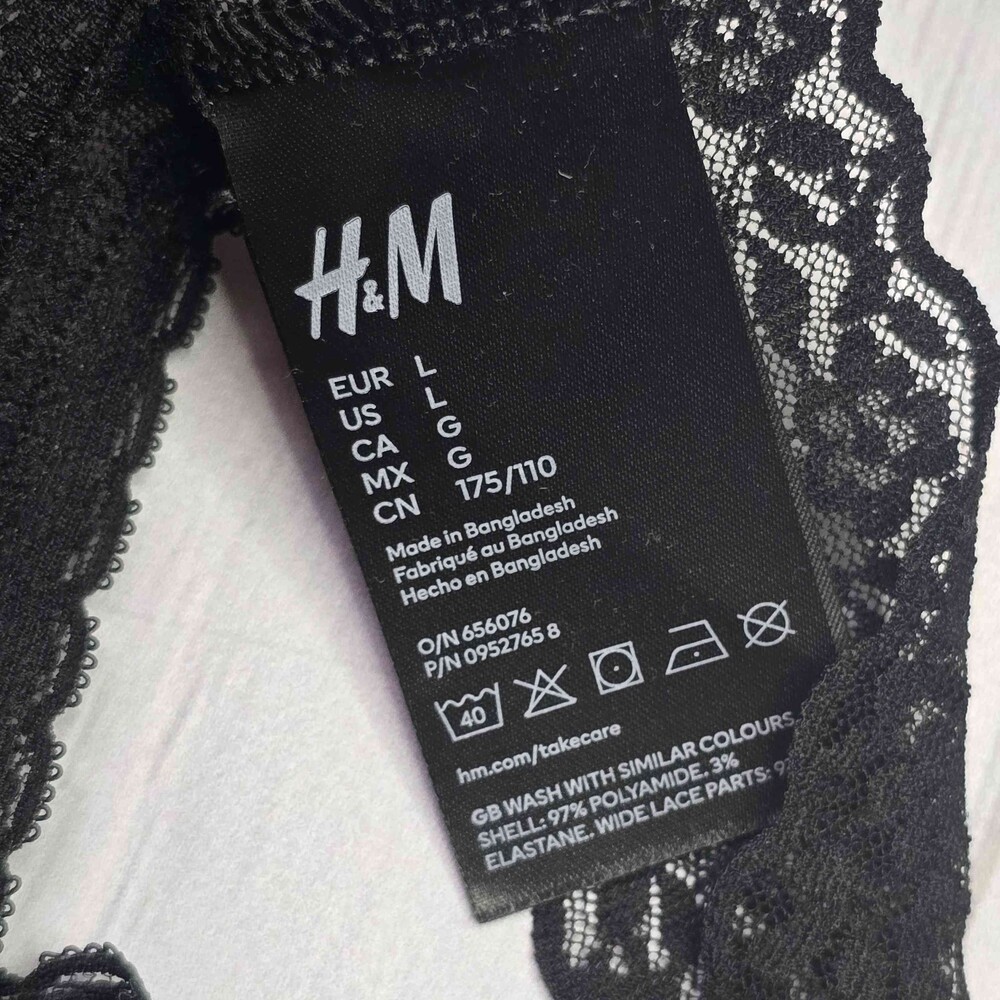 H&M
EUR L
US L
CA G
MX G
CN 175/110
Made in Bangladesh
Fabriqué au Bangladesh
Hecho en Bangladesh
O/N 656076
P/N 0952765 8
40
hm.com/takecare
GB WASH WITH SIMILAR COLOURS.
SHELL: 97% POLYAMIDE. 3%
ELASTANE. WIDE LACE PARTS: